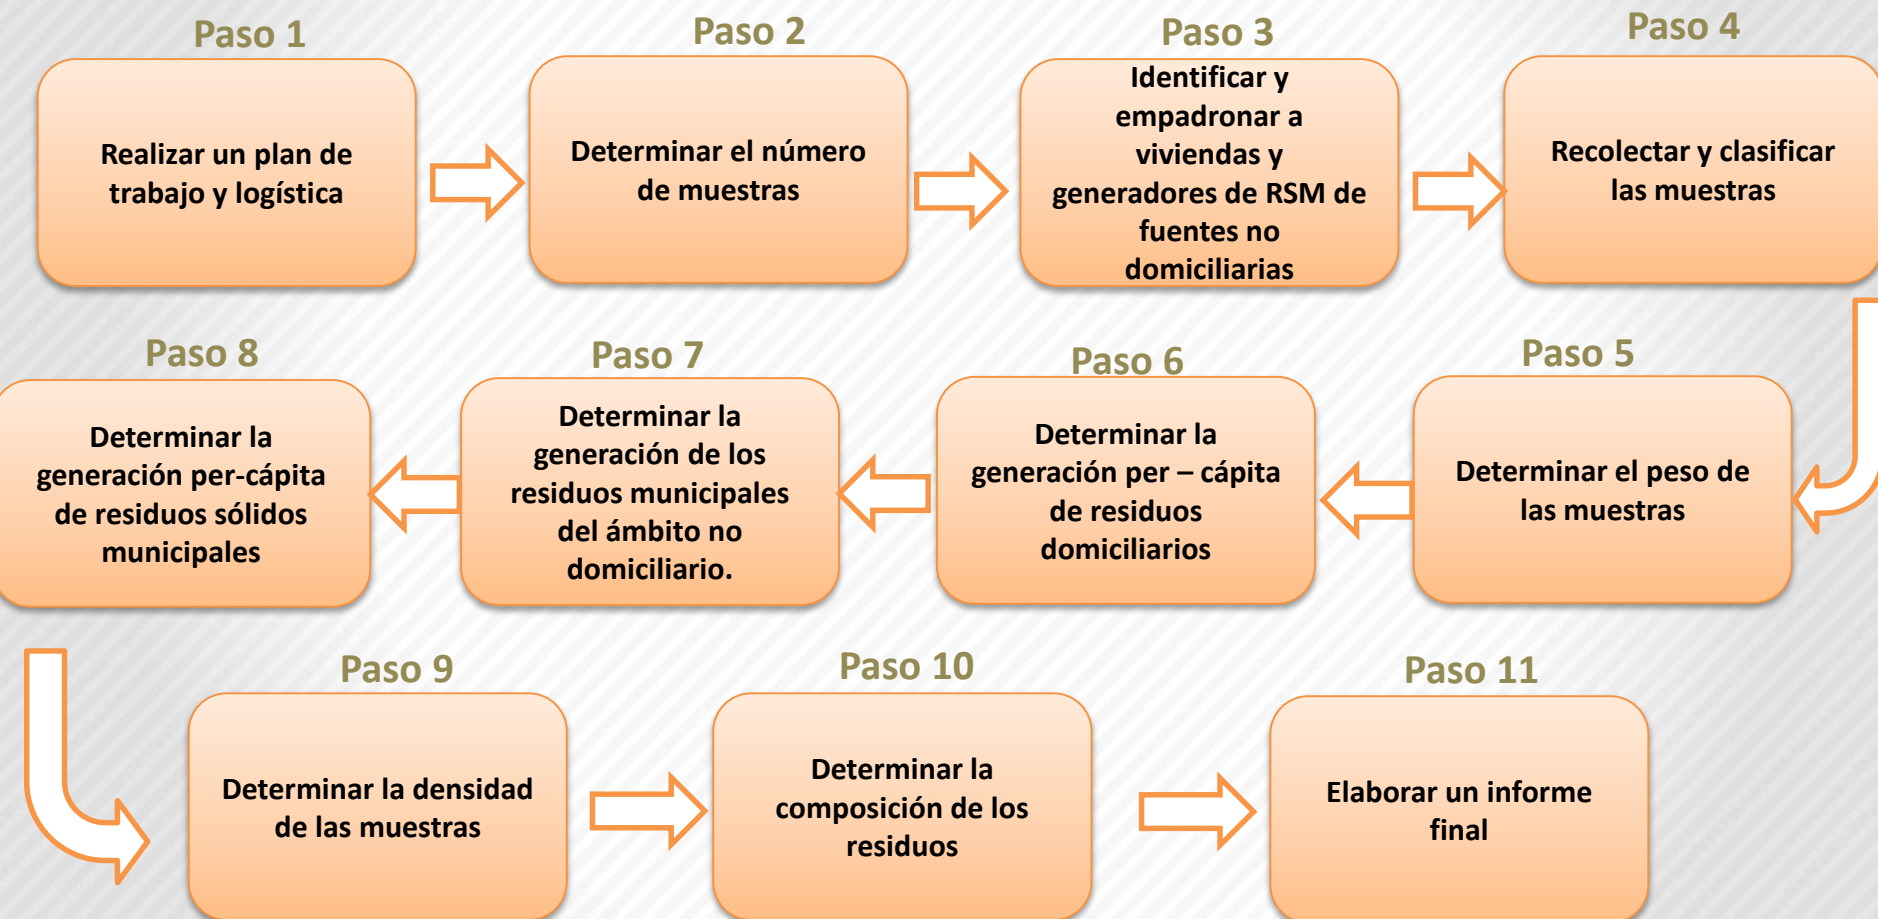 Paso 1
Realizar un plan de
trabajo y logística
Paso 2
Determinar el número
de muestras
Paso 3
Identificar y
empadronar a
viviendas y
generadores de RSM de
fuentes no
domiciliarias
Paso 4
Recolectar y clasificar
las muestras
Paso 5
Determinar el peso de
las muestras
Paso 6
Determinar la
generación per – cápita
de residuos
domiciliarios
Paso 7
Determinar la
generación de los
residuos municipales
del ámbito no
domiciliario.
Paso 8
Determinar la
generación per-cápita
de residuos sólidos
municipales
Paso 9
Determinar la densidad
de las muestras
Paso 10
Determinar la
composición de los
residuos
Paso 11
Elaborar un informe
final